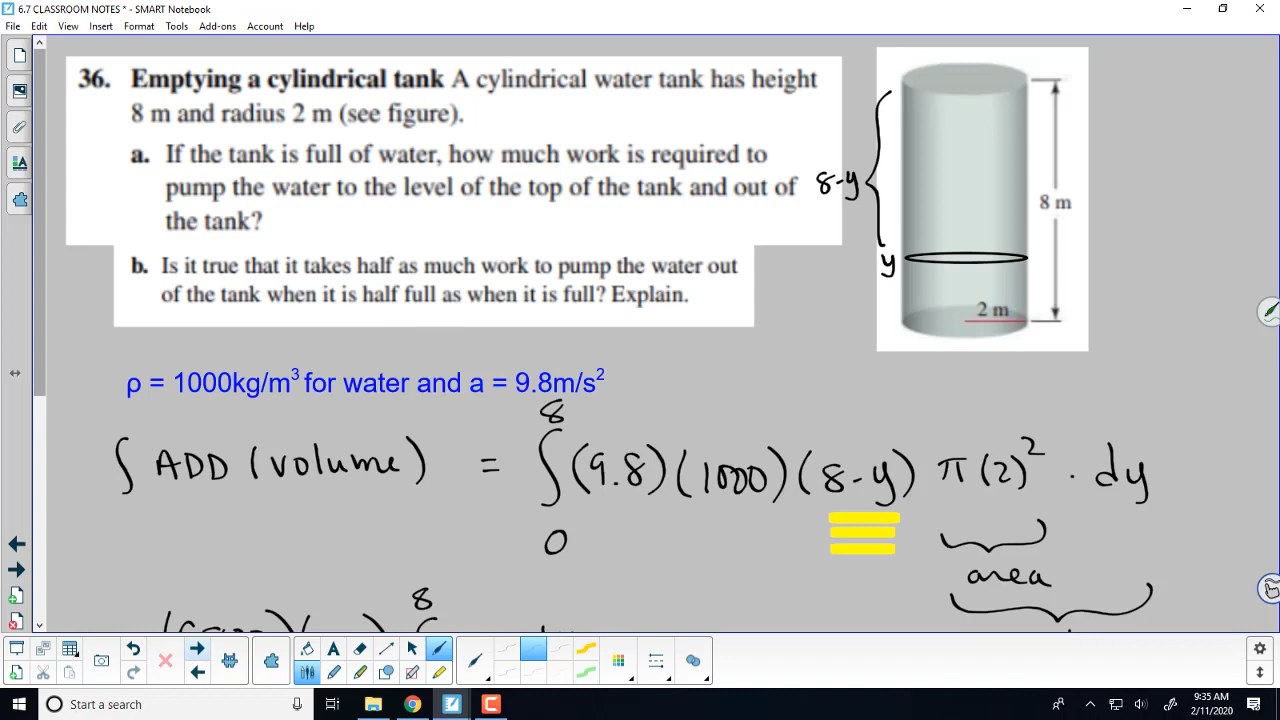 6.7 CLASSROOM NOTES * - SMART Notebook
File Edit View Insert Format Tools Add-ons Account Help
36. Emptying a cylindrical tank A cylindrical water tank has height
8 m and radius 2 m (see figure).
a. If the tank is full of water, how much work is required to
pump the water to the level of the top of the tank and out of
the tank?
b. Is it true that it takes half as much work to pump the water out
of the tank when it is half full as when it is full? Explain.
8-y
y
8 m
2 m
ρ = 1000kg/m³ for water and a = 9.8m/s²
∫ ADD (volume) = ∫₀⁸ (9.8)(1000)(8-y) π(2)² · dy
area
8
Start a search
9:35 AM
2/11/2020